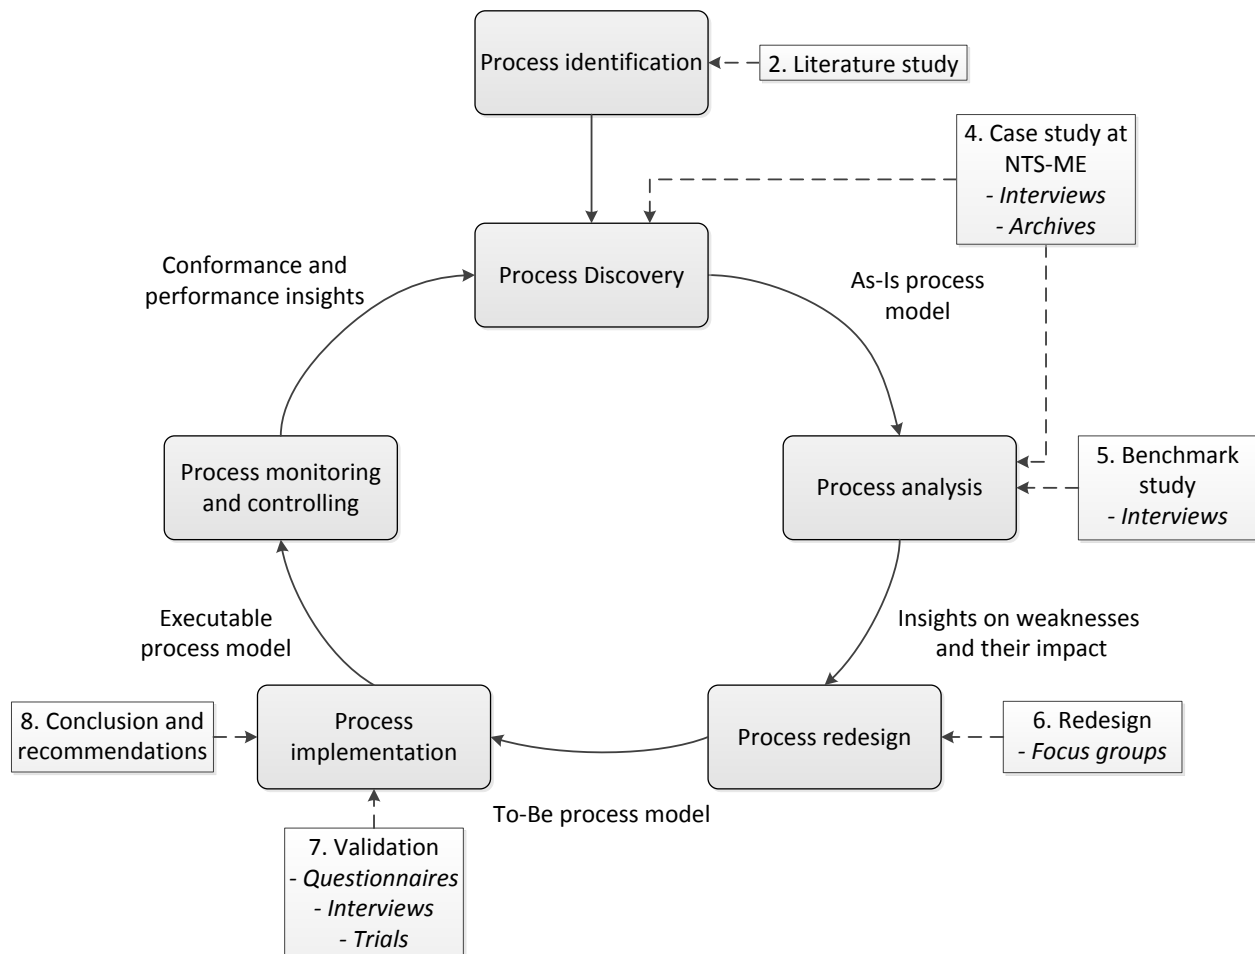 Process identification
2. Literature study
4. Case study at
NTS-ME
- Interviews
- Archives
Process Discovery
Conformance and
performance insights
As-Is process
model
Process monitoring
and controlling
Process analysis
5. Benchmark
study
- Interviews
Executable
process model
Insights on weaknesses
and their impact
8. Conclusion and
recommendations
Process
implementation
Process redesign
6. Redesign
- Focus groups
To-Be process model
7. Validation
- Questionnaires
- Interviews
- Trials